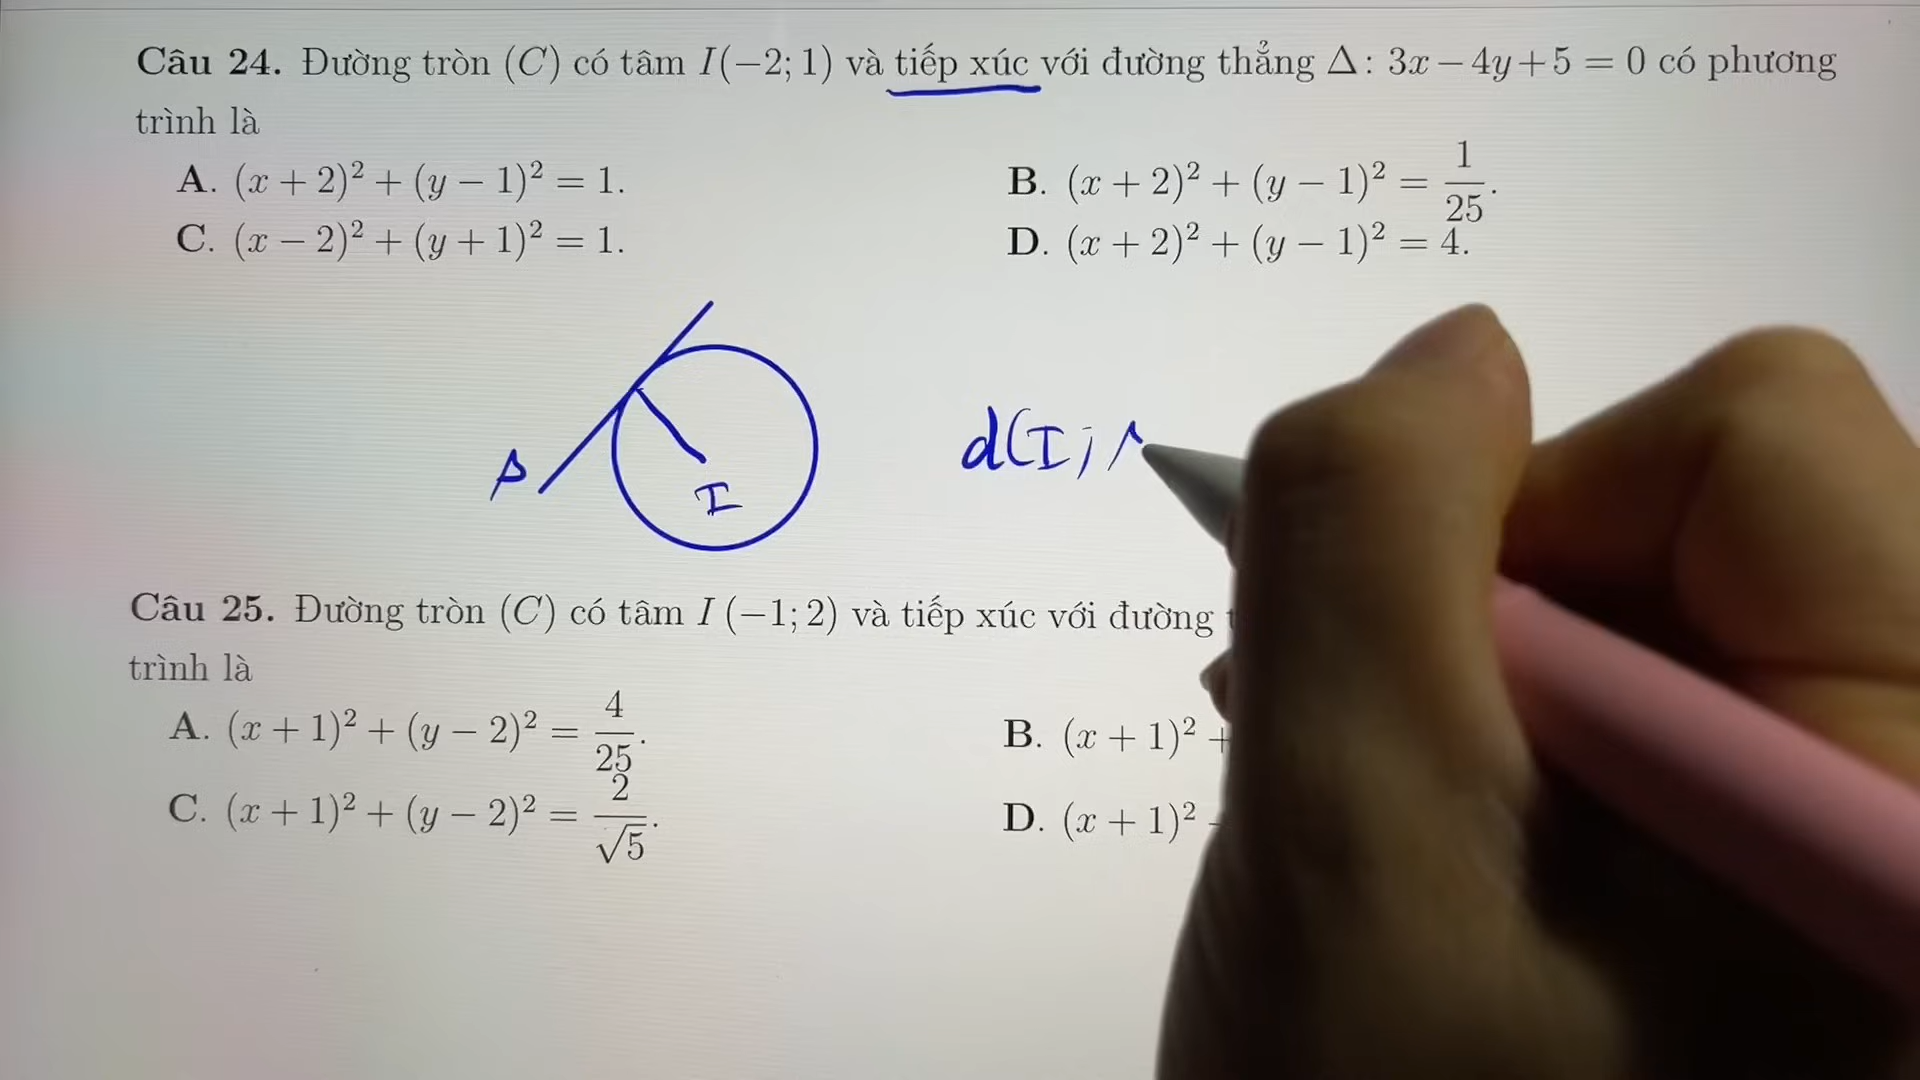 Câu 24. Đường tròn (C) có tâm I(−2; 1) và tiếp xúc với đường thẳng Δ: 3x − 4y + 5 = 0 có phương
trình là
A. (x + 2)² + (y − 1)² = 1.
B. (x + 2)² + (y − 1)² = 1/25.
C. (x − 2)² + (y + 1)² = 1.
D. (x + 2)² + (y − 1)² = 4.
Δ
I
d(I;
Câu 25. Đường tròn (C) có tâm I (−1; 2) và tiếp xúc với đường
trình là
A. (x + 1)² + (y − 2)² = 4/25.
B. (x + 1)² +
C. (x + 1)² + (y − 2)² = 2/√5.
D. (x + 1)²